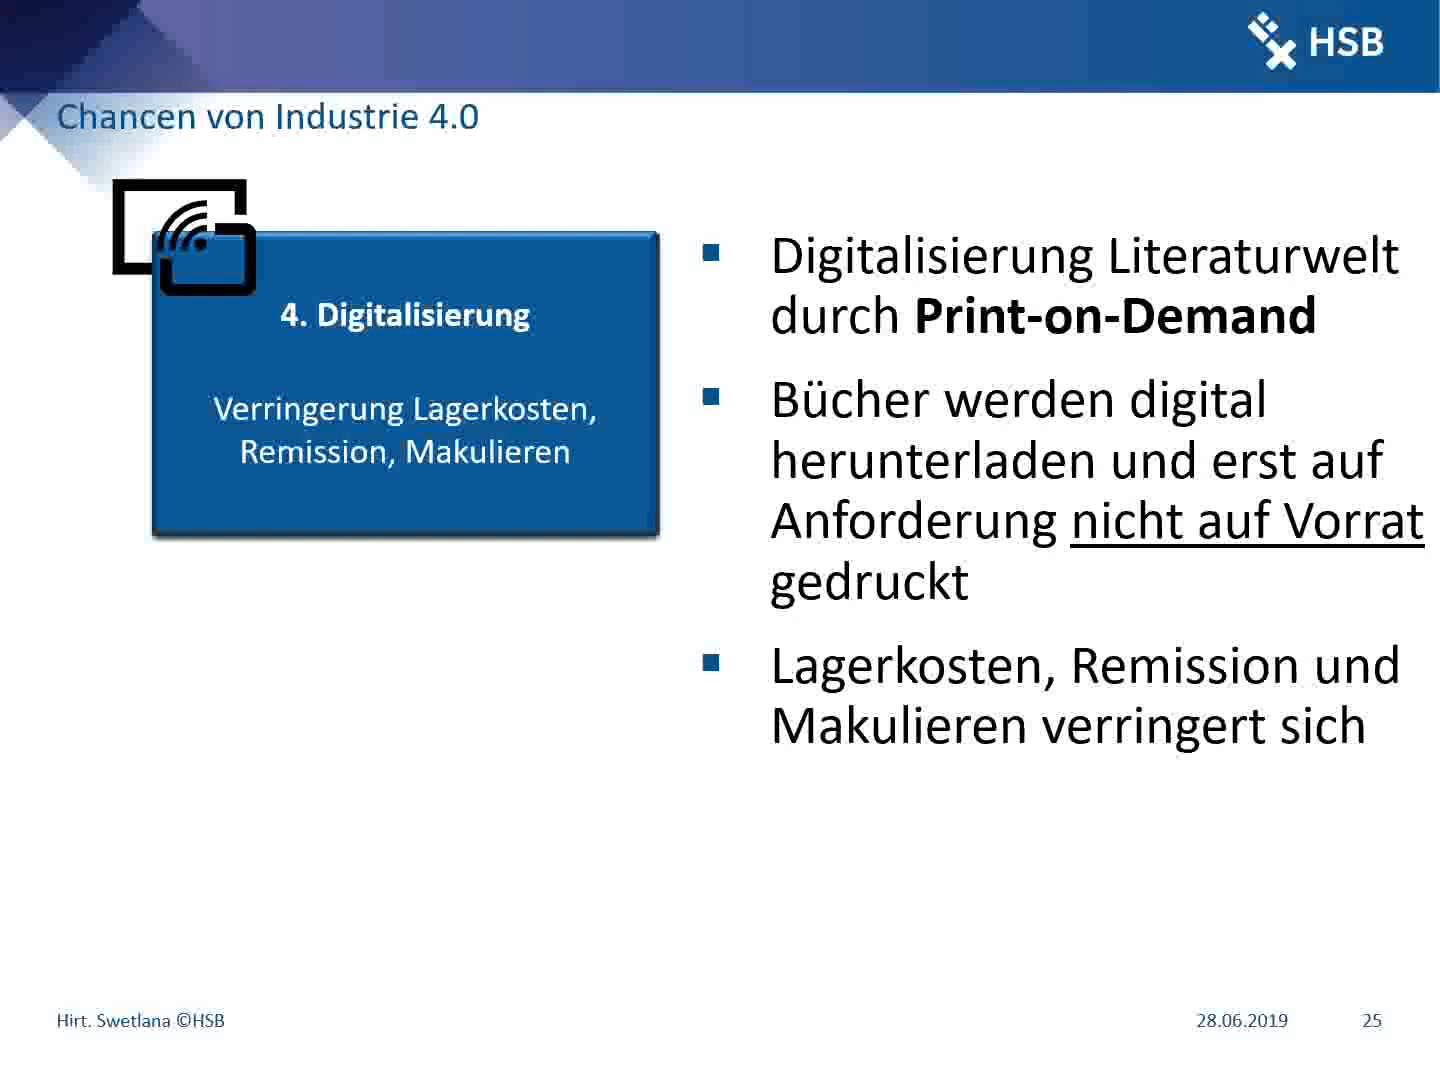 HSB
Chancen von Industrie 4.0
4. Digitalisierung
Verringerung Lagerkosten,
Remission, Makulieren
▪ Digitalisierung Literaturwelt
durch Print-on-Demand
▪ Bücher werden digital
herunterladen und erst auf
Anforderung nicht auf Vorrat
gedruckt
▪ Lagerkosten, Remission und
Makulieren verringert sich
Hirt. Swetlana ©HSB
28.06.2019
25